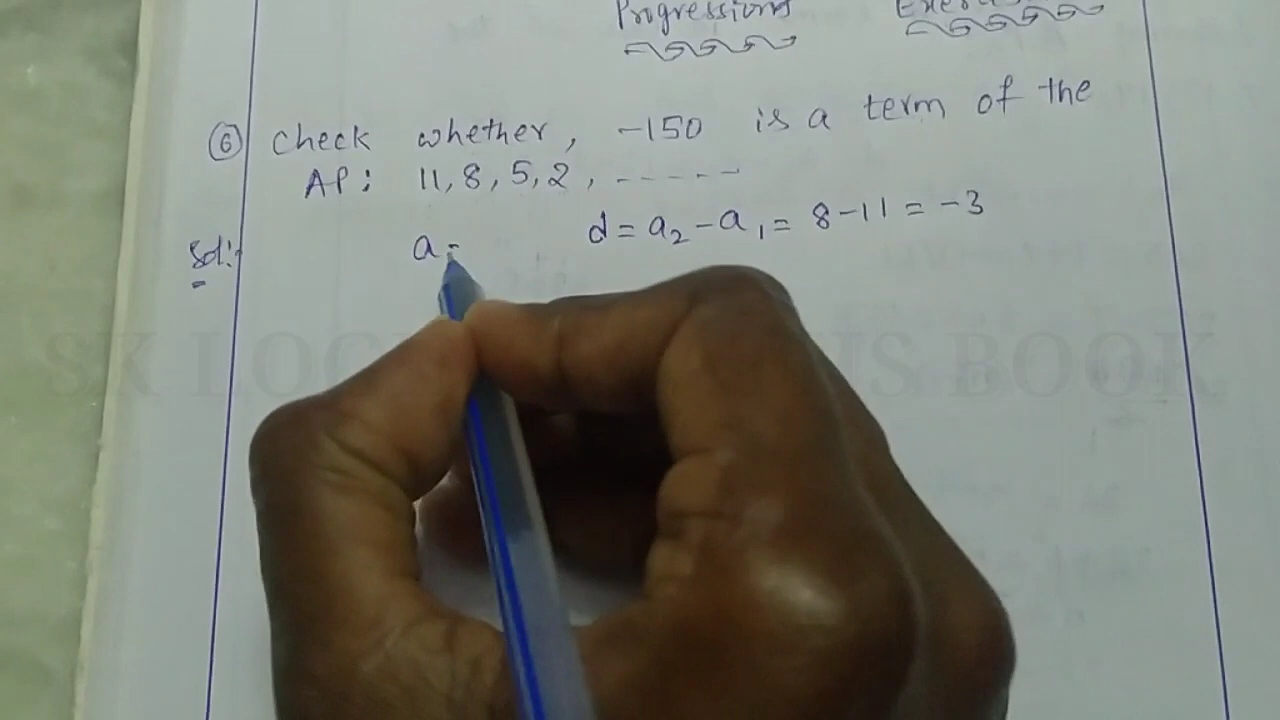 Progressions
6 Check whether, -150 is a term of the
AP: 11, 8, 5, 2, -----
Sol:- a = d = a₂ - a₁ = 8 - 11 = -3